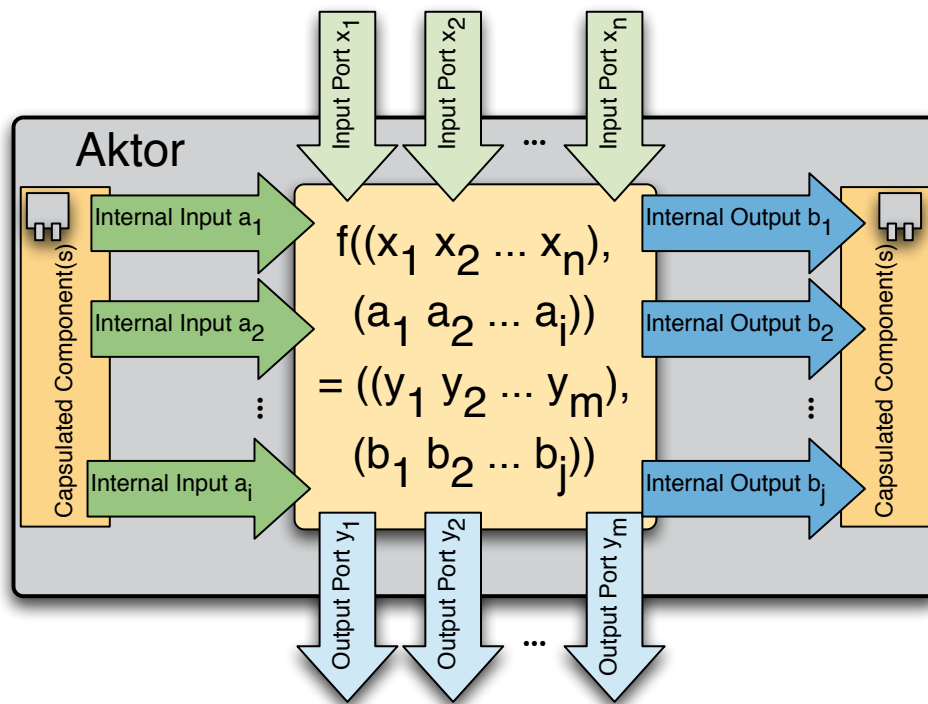 Input Port x₁
Input Port x₂
...
Input Port xₙ
Aktor
Capsulated Component(s)
Internal Input a₁
Internal Input a₂
...
Internal Input aᵢ
f((x₁ x₂ ... xₙ),
(a₁ a₂ ... aᵢ))
= ((y₁ y₂ ... yₘ),
(b₁ b₂ ... bⱼ))
Internal Output b₁
Internal Output b₂
...
Internal Output bⱼ
Capsulated Component(s)
Output Port y₁
Output Port y₂
...
Output Port yₘ